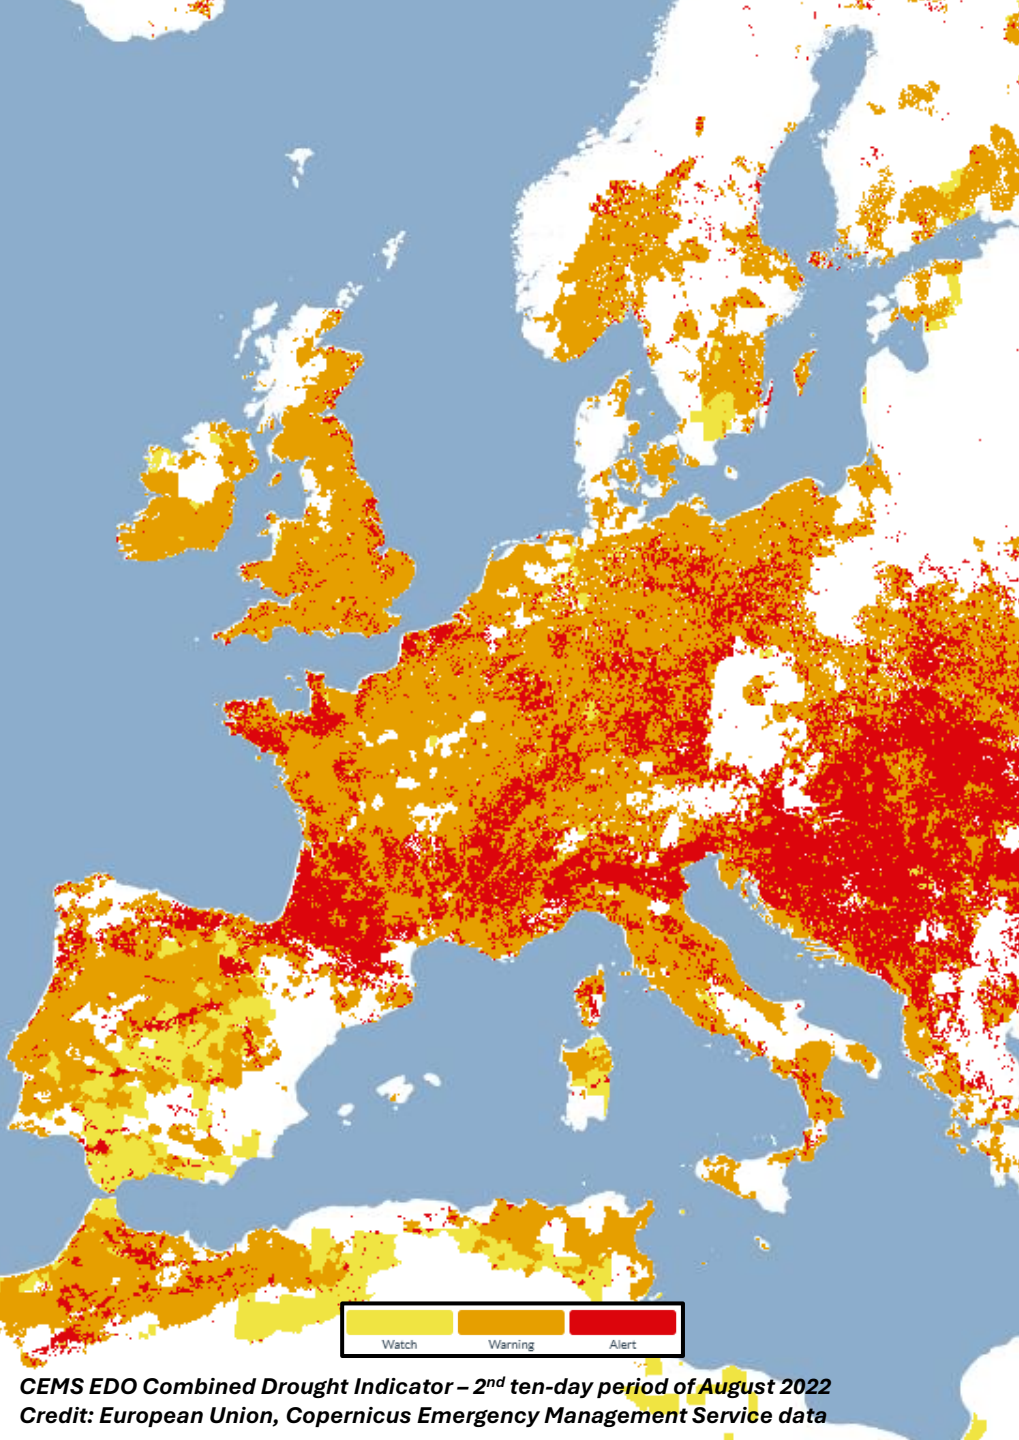 Watch Warning Alert
CEMS EDO Combined Drought Indicator – 2nd ten-day period of August 2022
Credit: European Union, Copernicus Emergency Management Service data